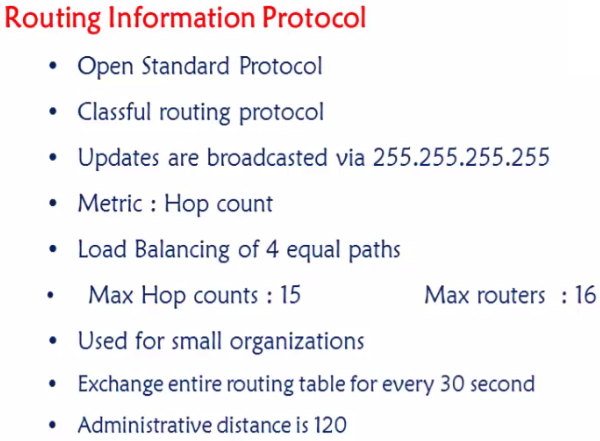 Routing Information Protocol
• Open Standard Protocol
• Classful routing protocol
• Updates are broadcasted via 255.255.255.255
• Metric : Hop count
• Load Balancing of 4 equal paths
• Max Hop counts : 15 Max routers : 16
• Used for small organizations
• Exchange entire routing table for every 30 second
• Administrative distance is 120